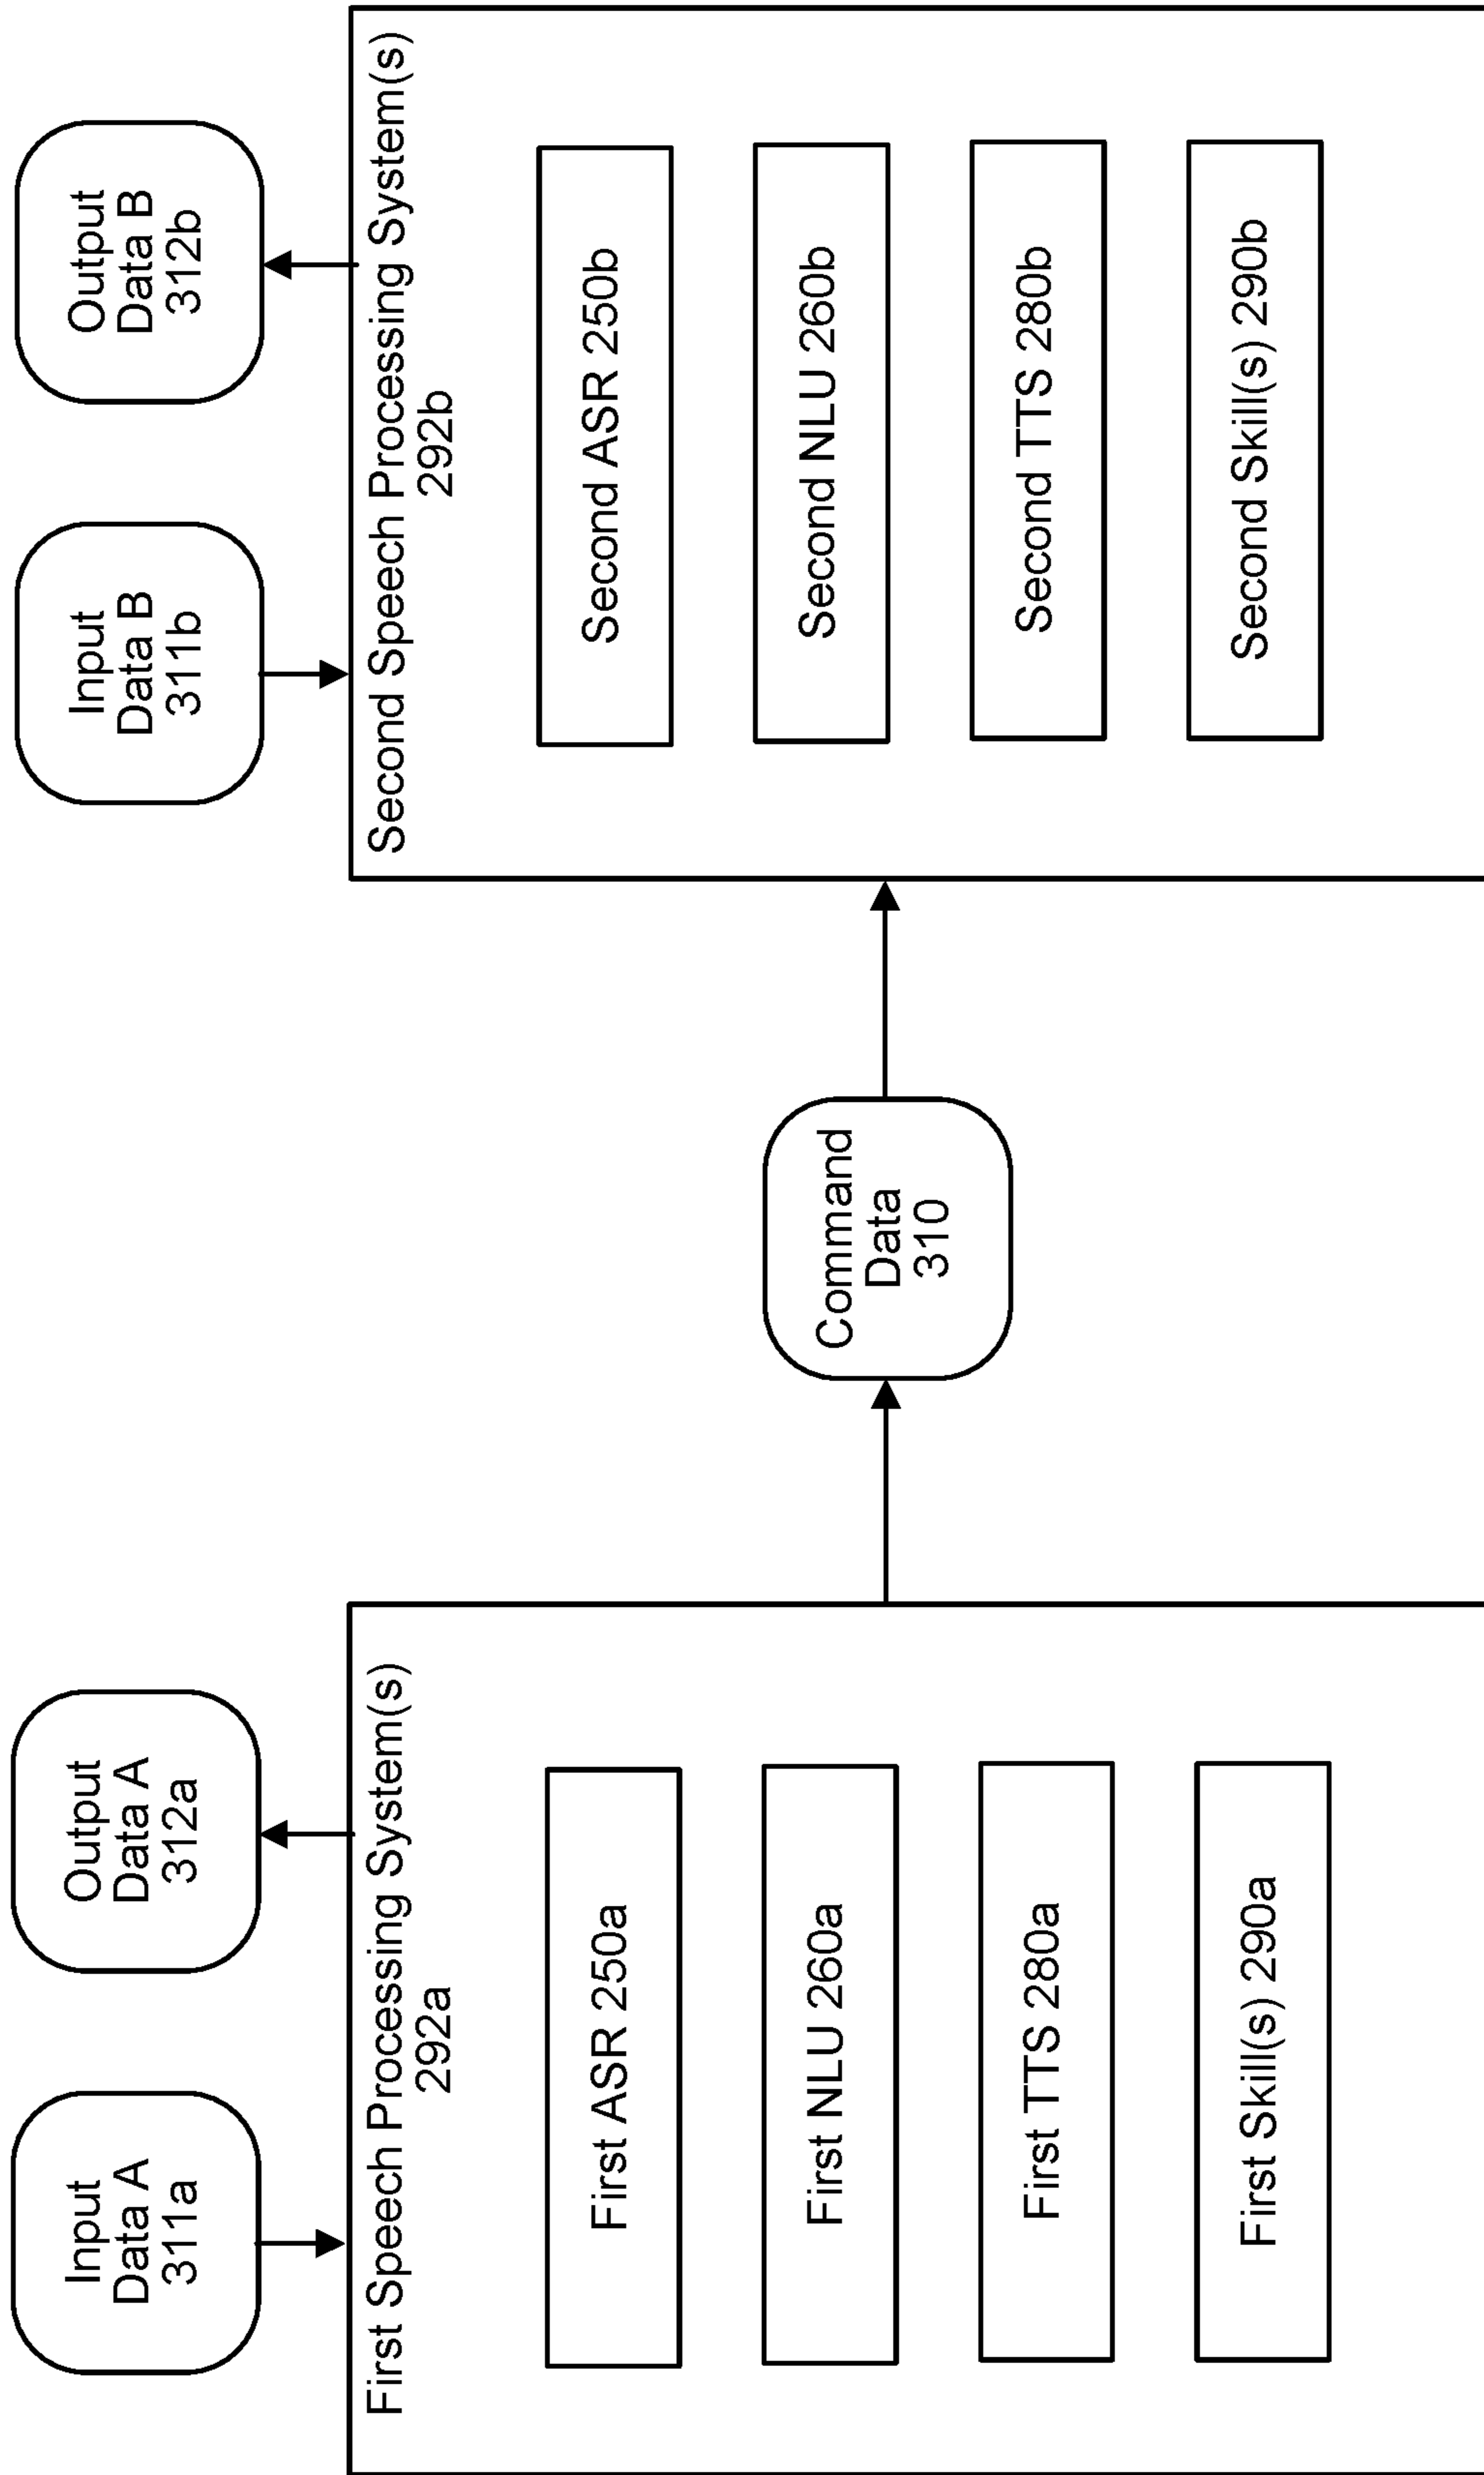 Input
Data A
311a
Output
Data A
312a
First Speech Processing System(s)
292a
First ASR 250a
First NLU 260a
First TTS 280a
First Skill(s) 290a
Command
Data
310
Input
Data B
311b
Output
Data B
312b
Second Speech Processing System(s)
292b
Second ASR 250b
Second NLU 260b
Second TTS 280b
Second Skill(s) 290b